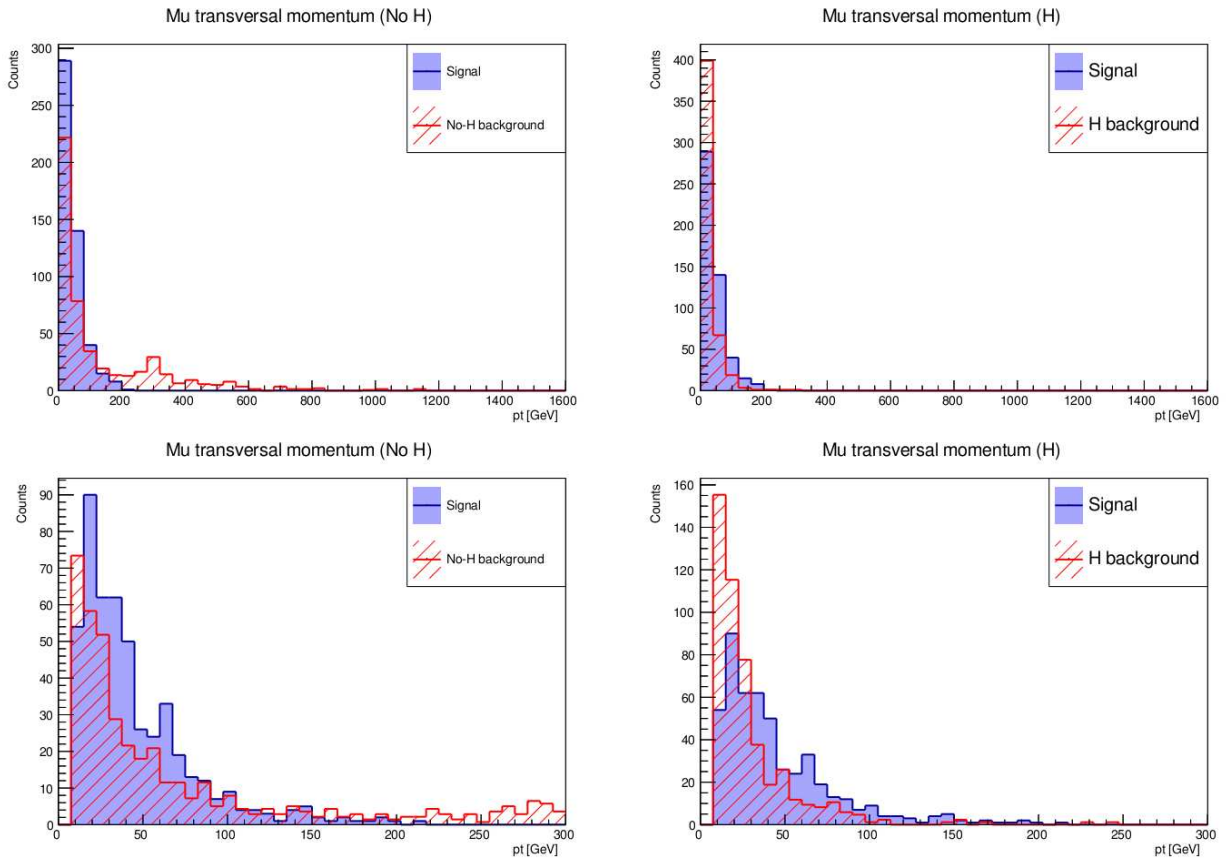 Mu transversal momentum (No H)
Counts
300
250
200
150
100
50
0
0 200 400 600 800 1000 1200 1400 1600
pt [GeV]
Signal
No-H background
Mu transversal momentum (H)
Counts
400
350
300
250
200
150
100
50
0
0 200 400 600 800 1000 1200 1400 1600
pt [GeV]
Signal
H background
Mu transversal momentum (No H)
Counts
90
80
70
60
50
40
30
20
10
0
0 50 100 150 200 250 300
pt [GeV]
Signal
No-H background
Mu transversal momentum (H)
Counts
160
140
120
100
80
60
40
20
0
0 50 100 150 200 250 300
pt [GeV]
Signal
H background